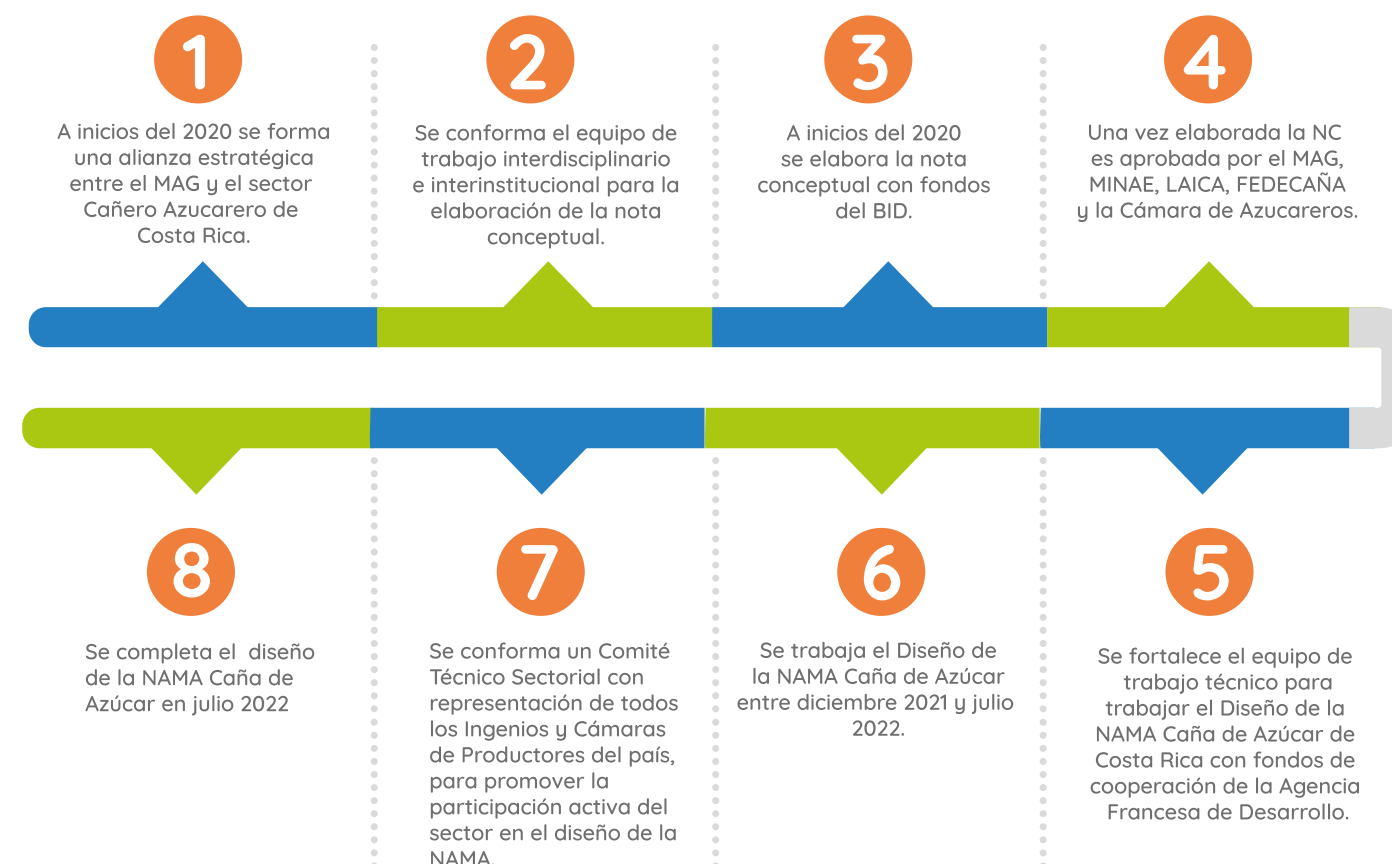 1
A inicios del 2020 se forma
una alianza estratégica
entre el MAG y el sector
Cañero Azucarero de
Costa Rica.
2
Se conforma el equipo de
trabajo interdisciplinario
e interinstitucional para la
elaboración de la nota
conceptual.
3
A inicios del 2020
se elabora la nota
conceptual con fondos
del BID.
4
Una vez elaborada la NC
es aprobada por el MAG,
MINAE, LAICA, FEDECAÑA
y la Cámara de Azucareros.
5
Se fortalece el equipo de
trabajo técnico para
trabajar el Diseño de la
NAMA Caña de Azúcar de
Costa Rica con fondos de
cooperación de la Agencia
Francesa de Desarrollo.
6
Se trabaja el Diseño de
la NAMA Caña de Azúcar
entre diciembre 2021 y julio
2022.
7
Se conforma un Comité
Técnico Sectorial con
representación de todos
los Ingenios y Cámaras
de Productores del país,
para promover la
participación activa del
sector en el diseño de la
NAMA.
8
Se completa el diseño
de la NAMA Caña de
Azúcar en julio 2022